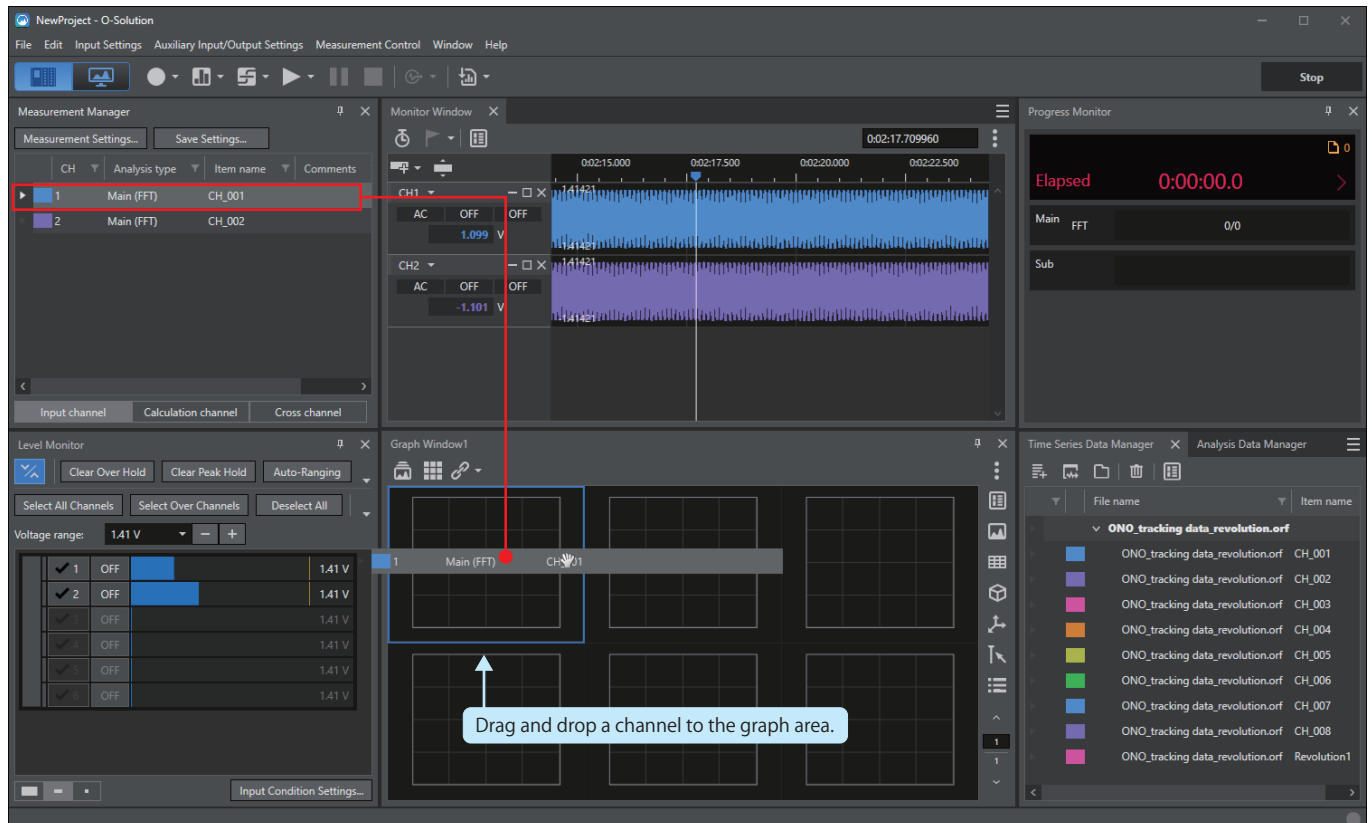 NewProject - O-Solution
File Edit Input Settings Auxiliary Input/Output Settings Measurement Control Window Help
Stop
Measurement Manager
Measurement Settings... Save Settings...
CH Analysis type Item name Comments
1 Main (FFT) CH_001
2 Main (FFT) CH_002
Input channel Calculation channel Cross channel
Monitor Window
0:02:17.709960
0:02:15.000 0:02:17.500 0:02:20.000 0:02:22.500
CH1
1.41421
AC OFF OFF
1.099 V
-1.41421
CH2
1.41421
AC OFF OFF
-1.101 V
-1.41421
Progress Monitor
0
Elapsed 0:00:00.0
Main FFT 0/0
Sub
Level Monitor
Clear Over Hold Clear Peak Hold Auto-Ranging
Select All Channels Select Over Channels Deselect All
Voltage range: 1.41 V
1 OFF 1.41 V
2 OFF 1.41 V
3 OFF 1.41 V
4 OFF 1.41 V
5 OFF 1.41 V
6 OFF 1.41 V
Input Condition Settings...
Graph Window1
1 Main (FFT)
Drag and drop a channel to the graph area.
1
1
Time Series Data Manager Analysis Data Manager
File name Item name
ONO_tracking data_revolution.orf
ONO_tracking data_revolution.orf CH_001
ONO_tracking data_revolution.orf CH_002
ONO_tracking data_revolution.orf CH_003
ONO_tracking data_revolution.orf CH_004
ONO_tracking data_revolution.orf CH_005
ONO_tracking data_revolution.orf CH_006
ONO_tracking data_revolution.orf CH_007
ONO_tracking data_revolution.orf CH_008
ONO_tracking data_revolution.orf Revolution1